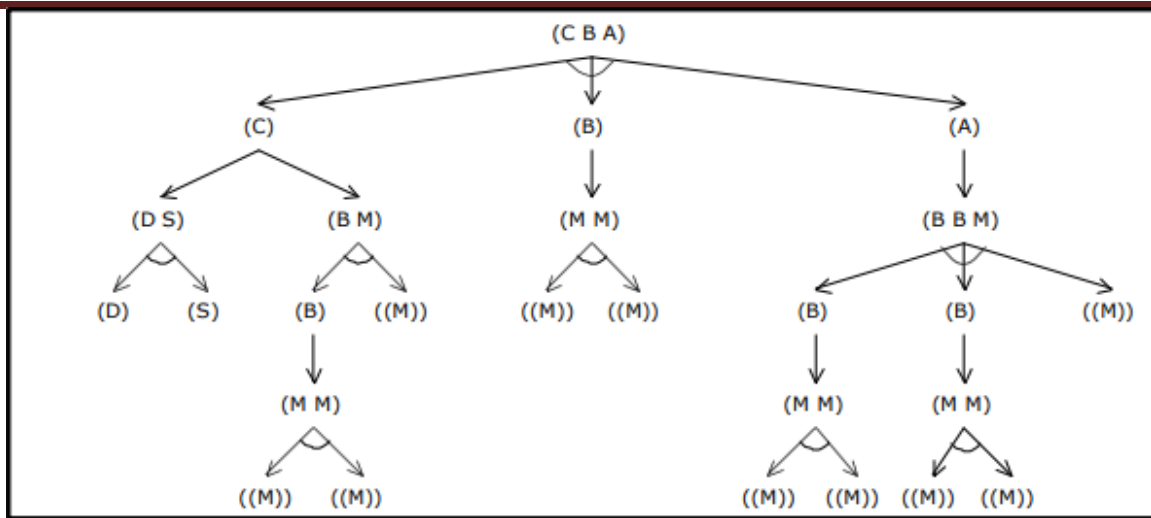 (C B A)
(C) (B) (A)
(D S) (B M) (M M) (B B M)
(D) (S) (B) ((M)) ((M)) ((M)) (B) (B) ((M))
(M M) (M M) (M M)
((M)) ((M)) ((M)) ((M)) ((M)) ((M))